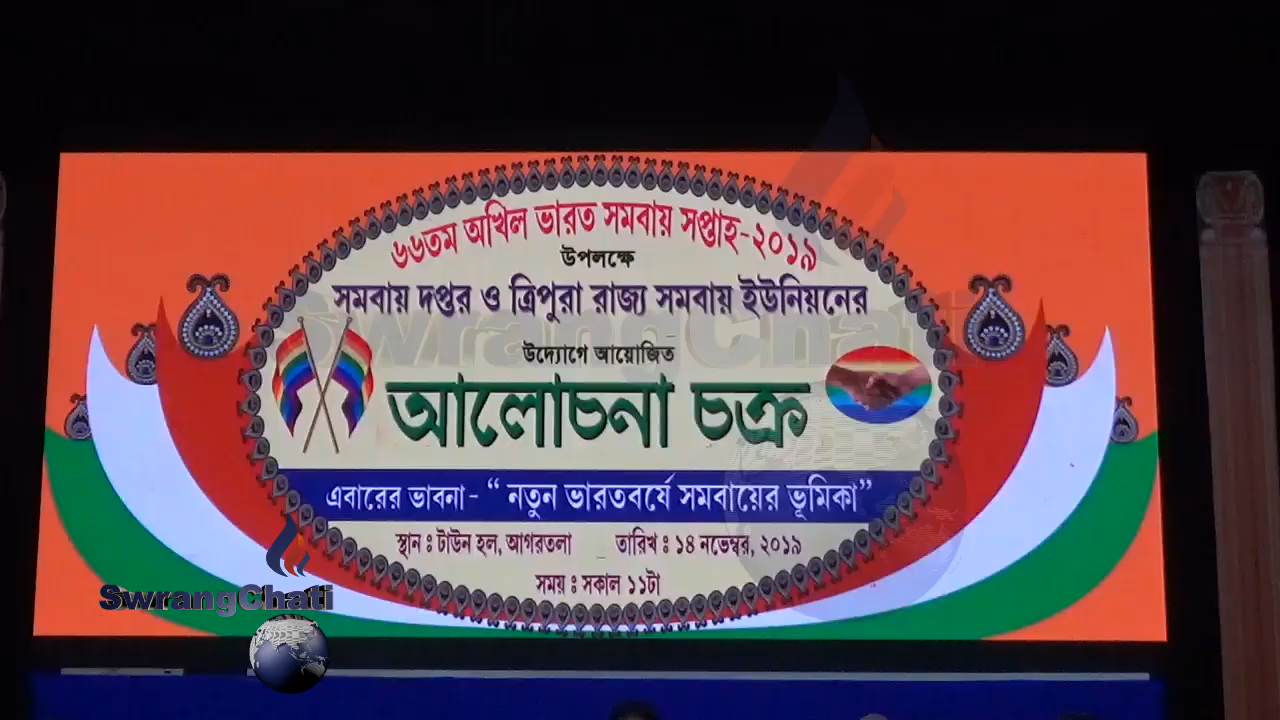 ৬৬তম অখিল ভারত সমবায় সপ্তাহ-২০১৯
উপলক্ষে
সমবায় দপ্তর ও ত্রিপুরা রাজ্য সমবায় ইউনিয়নের
উদ্যোগে আয়োজিত
আলোচনা চক্র
এবারের ভাবনা- “ নতুন ভারতবর্ষে সমবায়ের ভূমিকা”
স্থান : টাউন হল, আগরতলা তারিখ : ১৪ নভেম্বর, ২০১৯
সময় : সকাল ১১টা
SwrangChati
SwrangChati